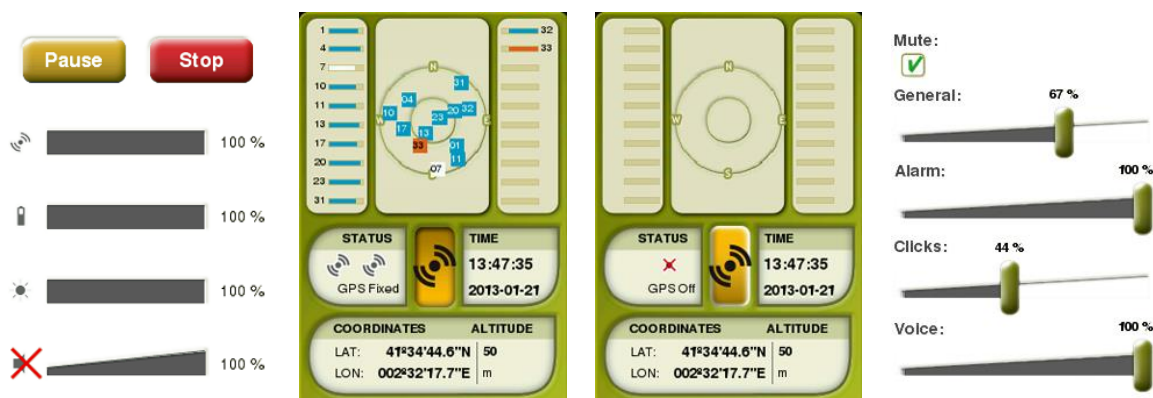 Pause Stop
100 %
100 %
100 %
100 %
1 32
4 33
7
10
11
13
17
20
23
31
N
31
04
10 20 32
W 23 E
17 13
33 01
11
07
STATUS TIME
13:47:35
GPS Fixed 2013-01-21
COORDINATES ALTITUDE
LAT: 41º34'44.6"N 50
LON: 002º32'17.7"E m
N
W E
S
STATUS TIME
13:47:35
GPS Off 2013-01-21
COORDINATES ALTITUDE
LAT: 41º34'44.6"N 50
LON: 002º32'17.7"E m
Mute:
General: 67 %
Alarm: 100 %
Clicks: 44 %
Voice: 100 %